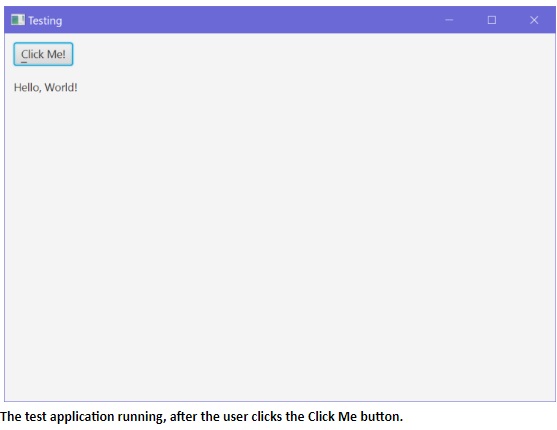 Testing
Click Me!
Hello, World!
The test application running, after the user clicks the Click Me button.